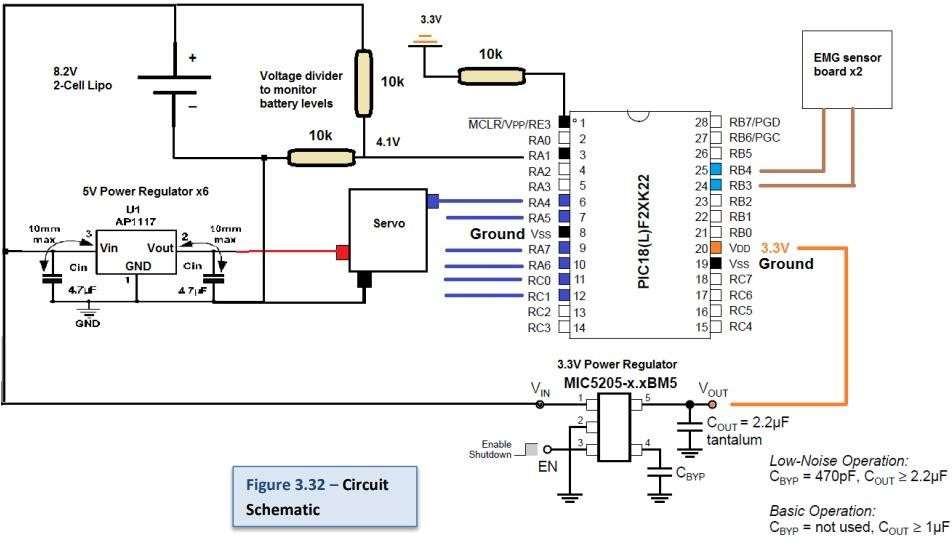 3.3V
8.2V
2-Cell Lipo
+
–
Voltage divider
to monitor
battery levels
10k
10k
10k
4.1V
EMG sensor
board x2
5V Power Regulator x6
U1
AP1117
10mm
max
3
Vin
Vout
2
10mm
max
GND
1
Cin
4.7µF
Cin
4.7µF
GND
Servo
PIC18(L)F2XK22
MCLR/VPP/RE3 1
RA0 2
RA1 3
RA2 4
RA3 5
RA4 6
RA5 7
Ground Vss 8
RA7 9
RA6 10
RC0 11
RC1 12
RC2 13
RC3 14
28 RB7/PGD
27 RB6/PGC
26 RB5
25 RB4
24 RB3
23 RB2
22 RB1
21 RB0
20 VDD 3.3V
19 Vss Ground
18 RC7
17 RC6
16 RC5
15 RC4
3.3V Power Regulator
MIC5205-x.xBM5
VIN
1
2
3
5
4
VOUT
Enable
Shutdown
EN
COUT = 2.2µF
tantalum
CBYP
Low-Noise Operation:
CBYP = 470pF, COUT ≥ 2.2µF
Basic Operation:
CBYP = not used, COUT ≥ 1µF
Figure 3.32 – Circuit
Schematic